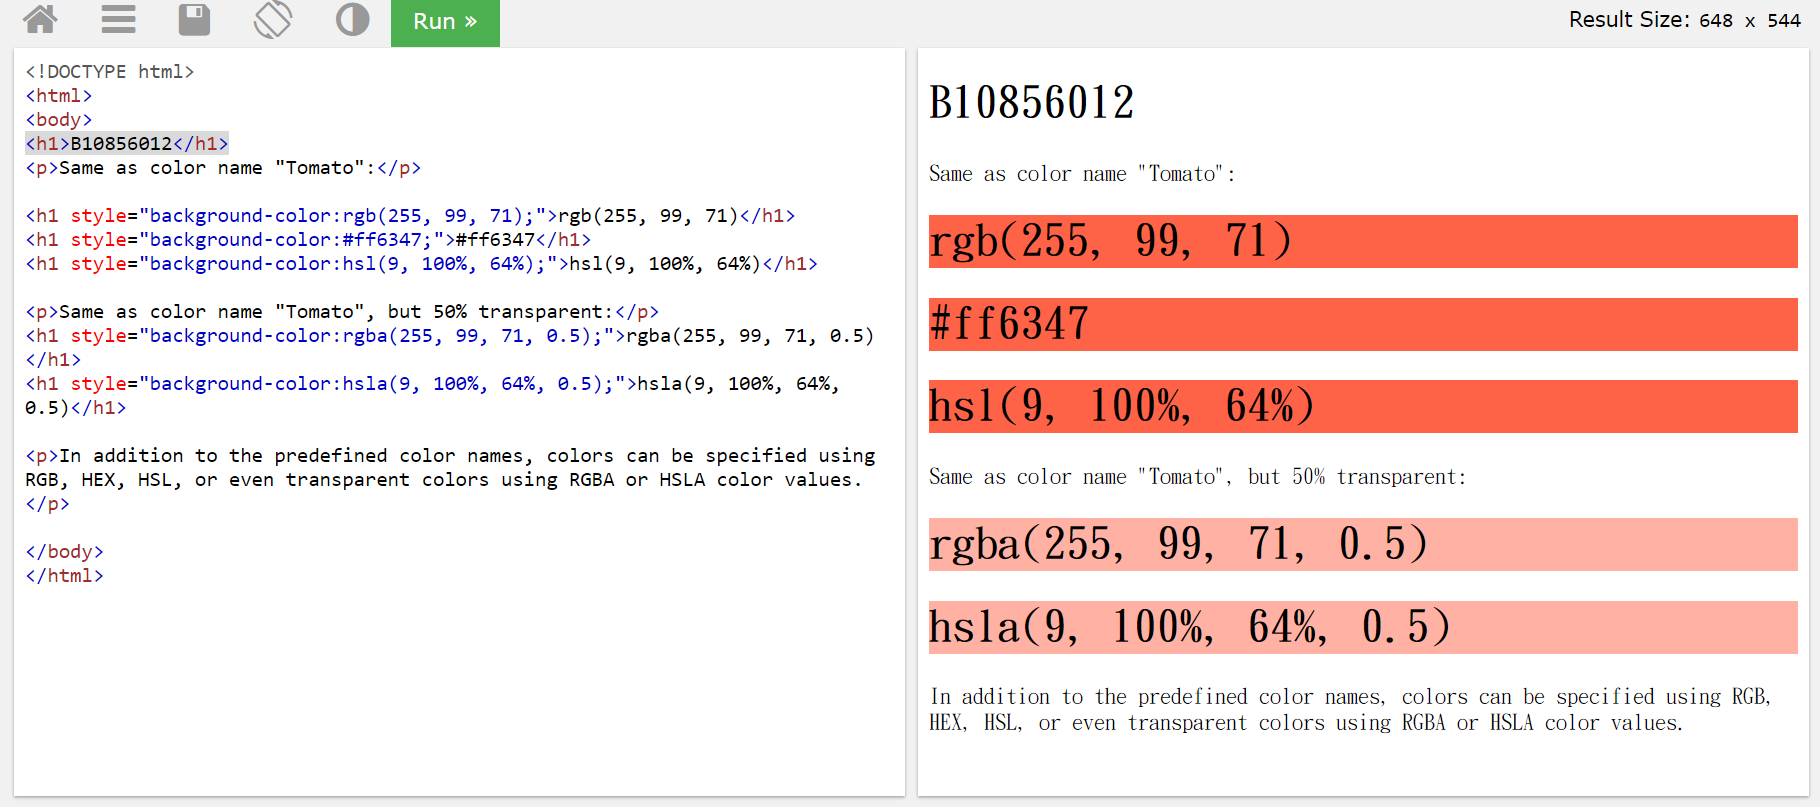 Run »
Result Size: 648 x 544
<!DOCTYPE html>
<html>
<body>
<h1>B10856012</h1>
<p>Same as color name "Tomato":</p>
<h1 style="background-color:rgb(255, 99, 71);">rgb(255, 99, 71)</h1>
<h1 style="background-color:#ff6347;">#ff6347</h1>
<h1 style="background-color:hsl(9, 100%, 64%);">hsl(9, 100%, 64%)</h1>
<p>Same as color name "Tomato", but 50% transparent:</p>
<h1 style="background-color:rgba(255, 99, 71, 0.5);">rgba(255, 99, 71, 0.5)
</h1>
<h1 style="background-color:hsla(9, 100%, 64%, 0.5);">hsla(9, 100%, 64%,
0.5)</h1>
<p>In addition to the predefined color names, colors can be specified using
RGB, HEX, HSL, or even transparent colors using RGBA or HSLA color values.
</p>
</body>
</html>
B10856012
Same as color name "Tomato":
rgb(255, 99, 71)
#ff6347
hsl(9, 100%, 64%)
Same as color name "Tomato", but 50% transparent:
rgba(255, 99, 71, 0.5)
hsla(9, 100%, 64%, 0.5)
In addition to the predefined color names, colors can be specified using RGB,
HEX, HSL, or even transparent colors using RGBA or HSLA color values.